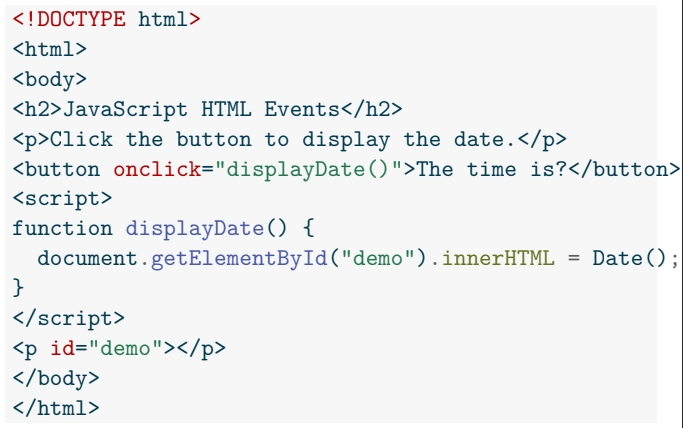 <!DOCTYPE html>
<html>
<body>
<h2>JavaScript HTML Events</h2>
<p>Click the button to display the date.</p>
<button onclick="displayDate()">The time is?</button>
<script>
function displayDate() {
  document.getElementById("demo").innerHTML = Date();
}
</script>
<p id="demo"></p>
</body>
</html>